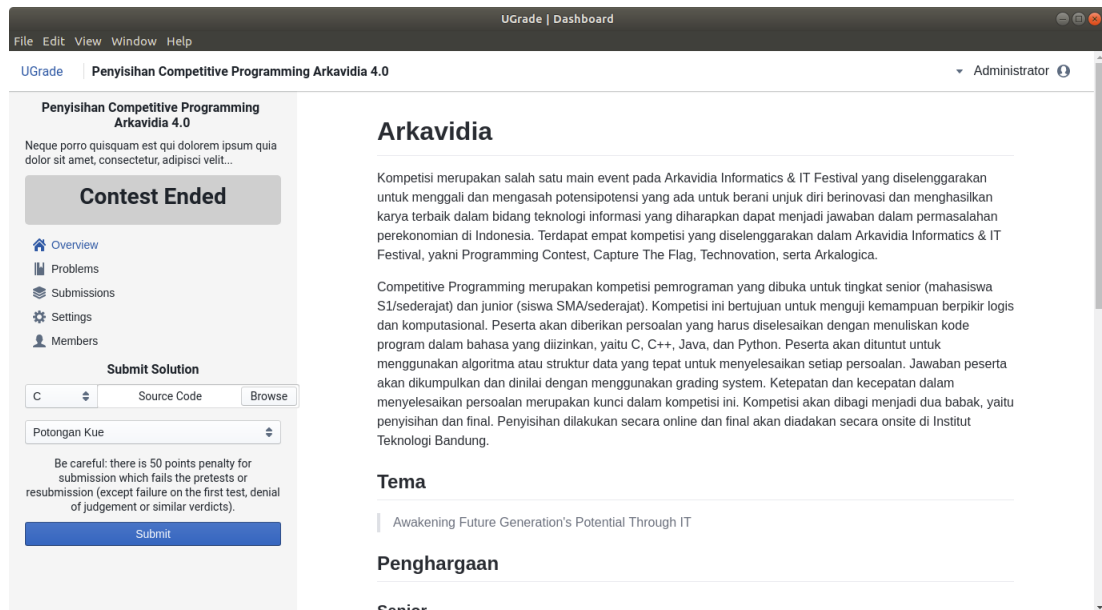 UGrade | Dashboard
File Edit View Window Help
UGrade Penyisihan Competitive Programming Arkavidia 4.0 Administrator
Penyisihan Competitive Programming
Arkavidia 4.0
Neque porro quisquam est qui dolorem ipsum quia
dolor sit amet, consectetur, adipisci velit...
Contest Ended
Overview
Problems
Submissions
Settings
Members
Submit Solution
C Source Code Browse
Potongan Kue
Be careful: there is 50 points penalty for
submission which fails the pretests or
resubmission (except failure on the first test, denial
of judgement or similar verdicts).
Submit
Arkavidia
Kompetisi merupakan salah satu main event pada Arkavidia Informatics & IT Festival yang diselenggarakan
untuk menggali dan mengasah potensipotensi yang ada untuk berani unjuk diri berinovasi dan menghasilkan
karya terbaik dalam bidang teknologi informasi yang diharapkan dapat menjadi jawaban dalam permasalahan
perekonomian di Indonesia. Terdapat empat kompetisi yang diselenggarakan dalam Arkavidia Informatics & IT
Festival, yakni Programming Contest, Capture The Flag, Technovation, serta Arkalogica.
Competitive Programming merupakan kompetisi pemrograman yang dibuka untuk tingkat senior (mahasiswa
S1/sederajat) dan junior (siswa SMA/sederajat). Kompetisi ini bertujuan untuk menguji kemampuan berpikir logis
dan komputasional. Peserta akan diberikan persoalan yang harus diselesaikan dengan menuliskan kode
program dalam bahasa yang diizinkan, yaitu C, C++, Java, dan Python. Peserta akan dituntut untuk
menggunakan algoritma atau struktur data yang tepat untuk menyelesaikan setiap persoalan. Jawaban peserta
akan dikumpulkan dan dinilai dengan menggunakan grading system. Ketepatan dan kecepatan dalam
menyelesaikan persoalan merupakan kunci dalam kompetisi ini. Kompetisi akan dibagi menjadi dua babak, yaitu
penyisihan dan final. Penyisihan dilakukan secara online dan final akan diadakan secara onsite di Institut
Teknologi Bandung.
Tema
Awakening Future Generation's Potential Through IT
Penghargaan
Senior